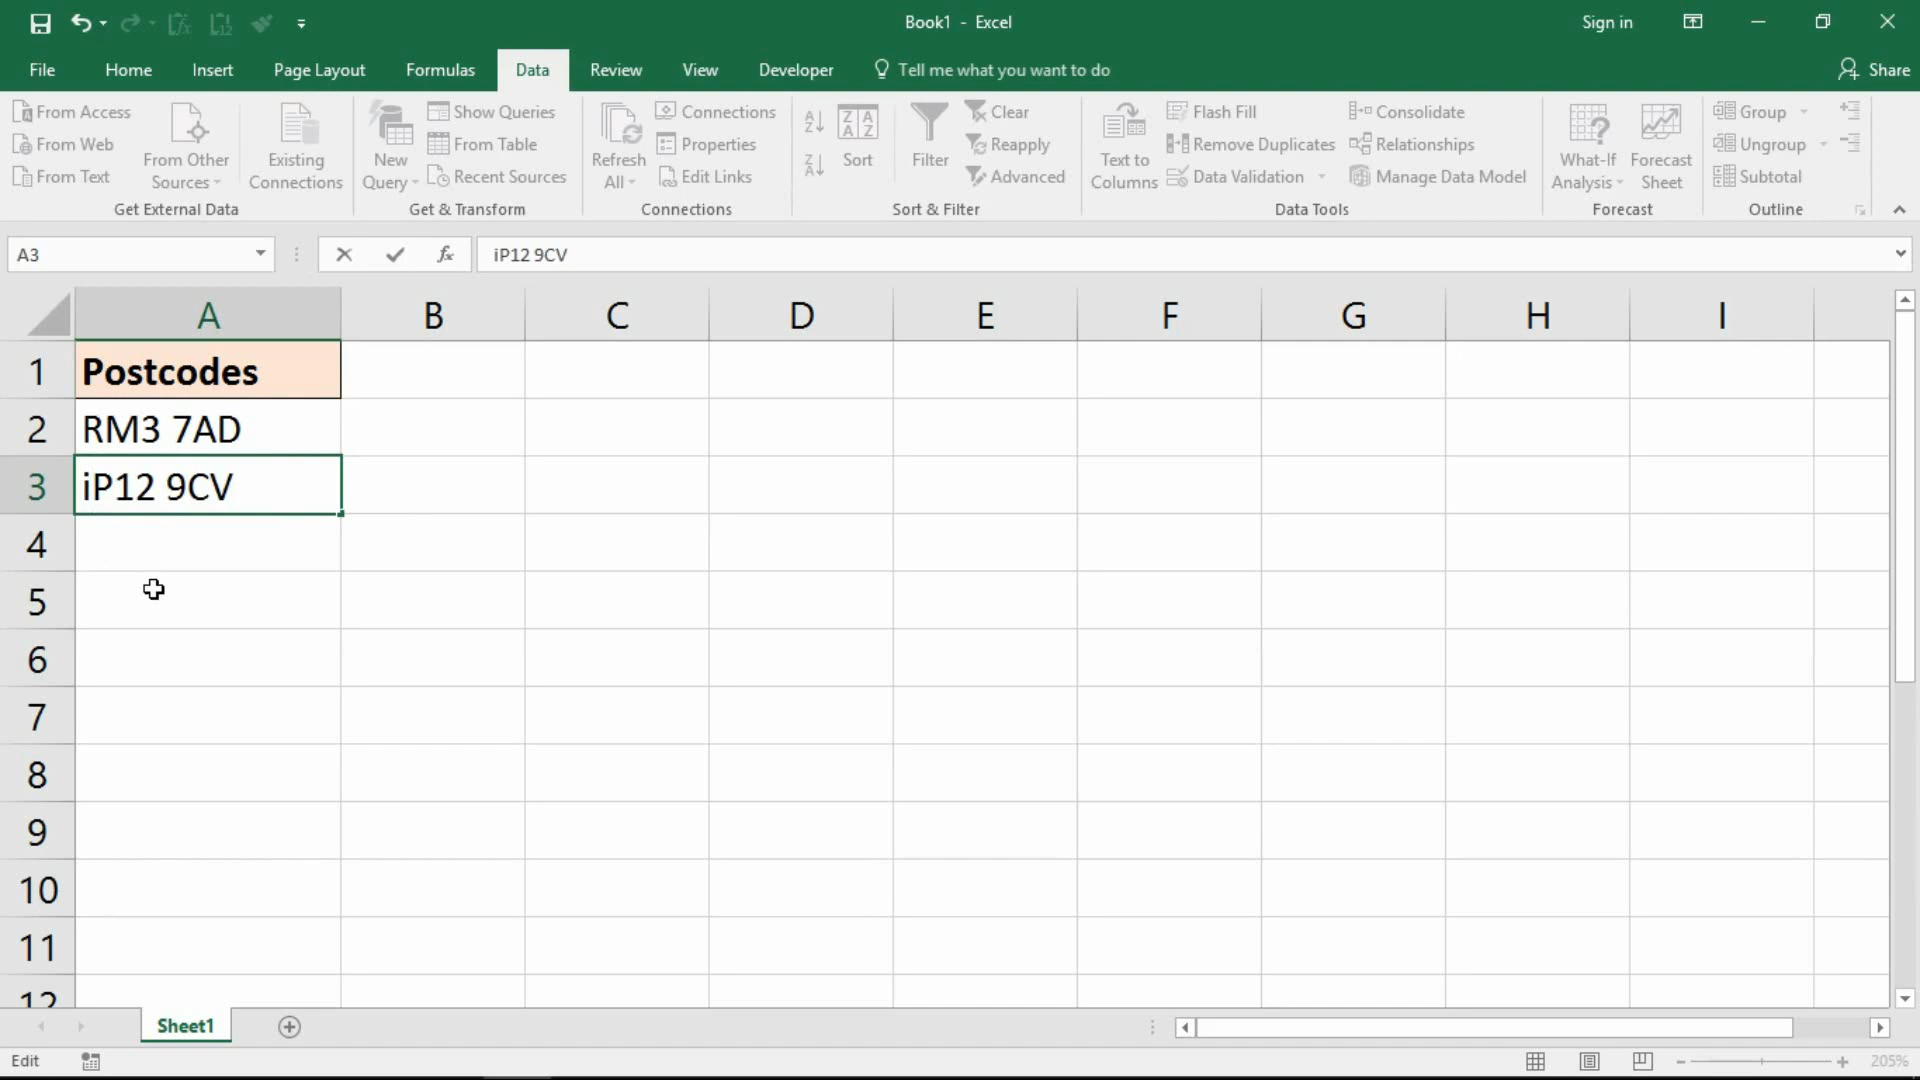 Book1 - Excel
Sign in
File Home Insert Page Layout Formulas Data Review View Developer Tell me what you want to do Share
From Access
From Web
From Text
From Other Sources
Existing Connections
Get External Data
New Query
Show Queries
From Table
Recent Sources
Get & Transform
Refresh All
Connections
Properties
Edit Links
Connections
Sort
Filter
Clear
Reapply
Advanced
Sort & Filter
Text to Columns
Flash Fill
Remove Duplicates
Data Validation
Consolidate
Relationships
Manage Data Model
Data Tools
What-If Analysis
Forecast Sheet
Forecast
Group
Ungroup
Subtotal
Outline
A3 fx iP12 9CV
A B C D E F G H I
1 Postcodes
2 RM3 7AD
3 iP12 9CV
4
5
6
7
8
9
10
11
12
Sheet1
Edit 205%